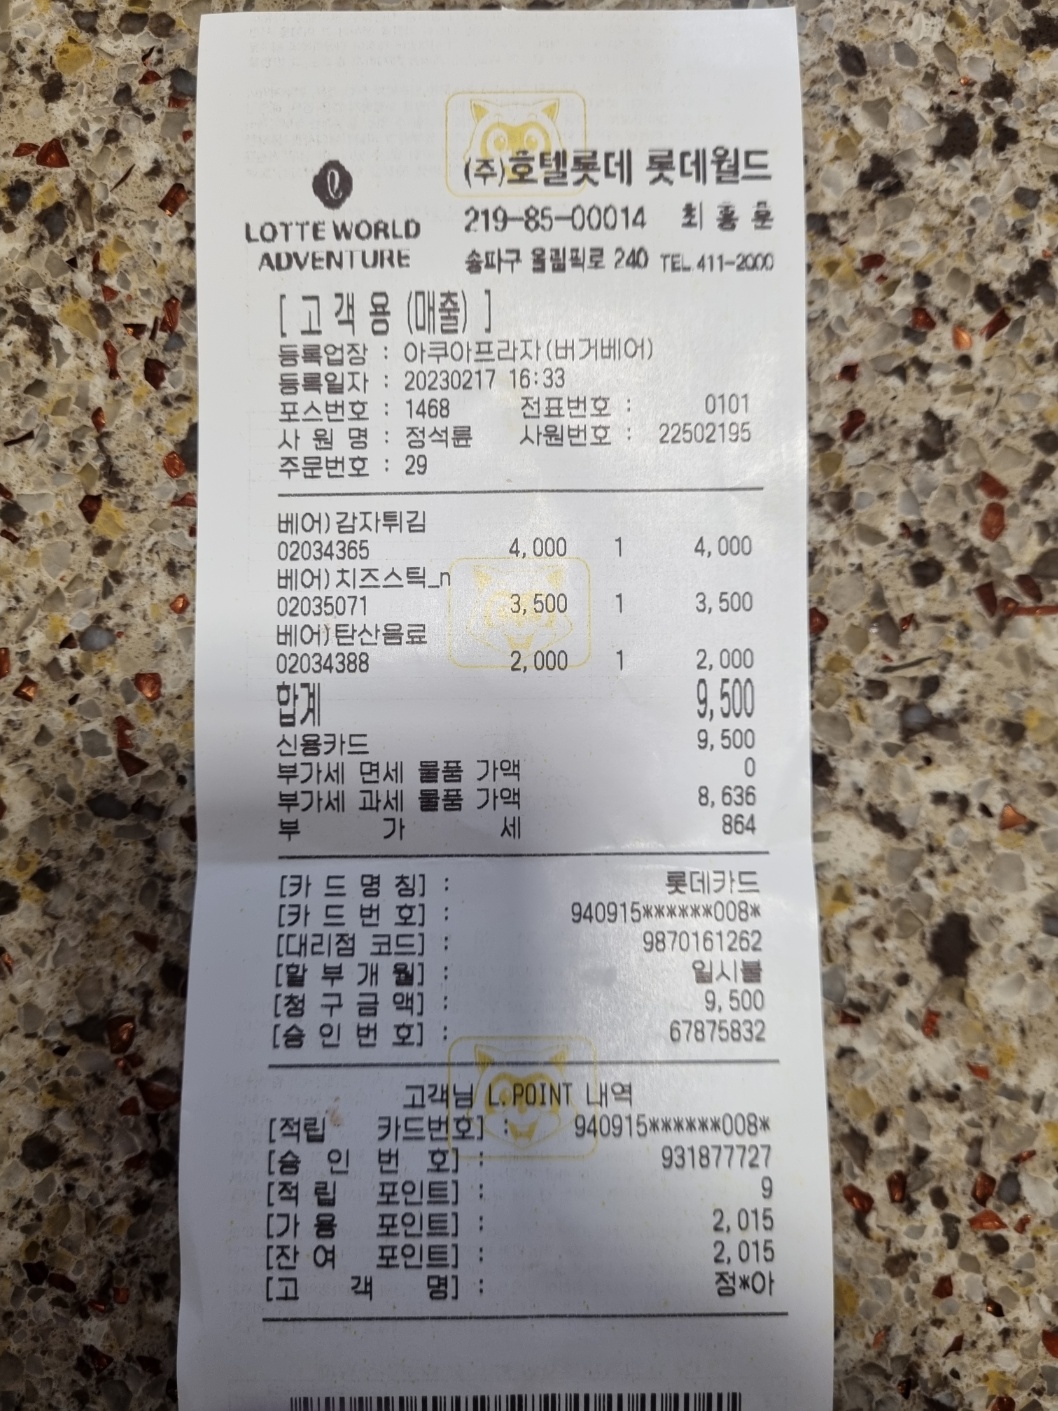 (주)호텔롯데 롯데월드
LOTTE WORLD
ADVENTURE
219-85-00014 최 홍 훈
송파구 올림픽로 240 TEL.411-2000
[ 고 객 용 (매출) ]
등록업장 : 아쿠아프라자(버거베어)
등록일자 : 20230217 16:33
포스번호 : 1468 전표번호 : 0101
사 원 명 : 정석륜 사원번호 : 22502195
주문번호 : 29
베어)감자튀김
02034365 4,000 1 4,000
베어)치즈스틱_n
02035071 3,500 1 3,500
베어)탄산음료
02034388 2,000 1 2,000
합계 9,500
신용카드 9,500
부가세 면세 물품 가액 0
부가세 과세 물품 가액 8,636
부 가 세 864
[카 드 명 칭] : 롯데카드
[카 드 번 호] : 940915******008*
[대리점 코드] : 9870161262
[할 부 개 월] : 일시불
[청 구 금 액] : 9,500
[승 인 번 호] : 67875832
고객님 L.POINT 내역
[적립 카드번호] : 940915******008*
[승 인 번 호] : 931877727
[적 립 포인트] : 9
[가 용 포인트] : 2,015
[잔 여 포인트] : 2,015
[고 객 명] : 정*아